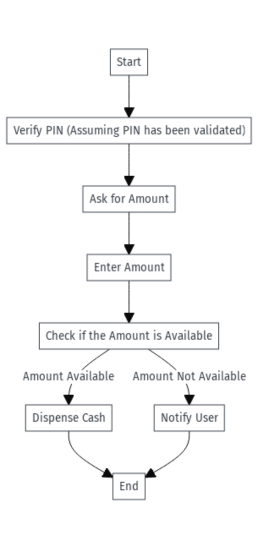 Start
Verify PIN (Assuming PIN has been validated)
Ask for Amount
Enter Amount
Check if the Amount is Available
Amount Available
Amount Not Available
Dispense Cash
Notify User
End